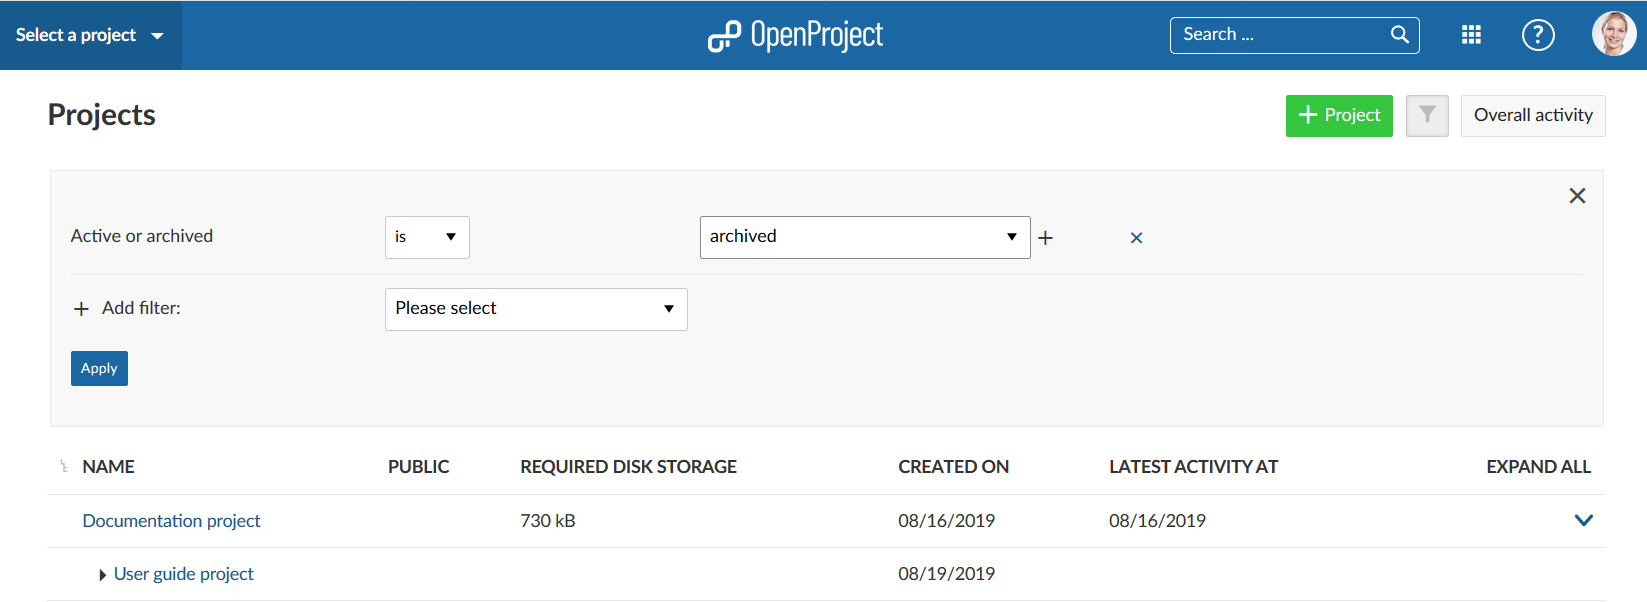 Select a project
OpenProject
Search ...
?
Projects
+ Project
Overall activity
Active or archived
is
archived
+ Add filter:
Please select
Apply
NAME PUBLIC REQUIRED DISK STORAGE CREATED ON LATEST ACTIVITY AT EXPAND ALL
Documentation project 730 kB 08/16/2019 08/16/2019
User guide project 08/19/2019